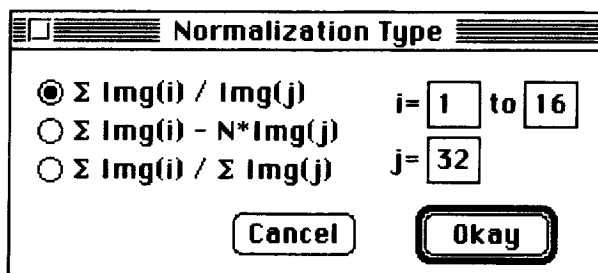 Normalization Type
Σ Img(i) / Img(j)
Σ Img(i) - N*Img(j)
Σ Img(i) / Σ Img(j)
i= 1 to 16
j= 32
Cancel
Okay